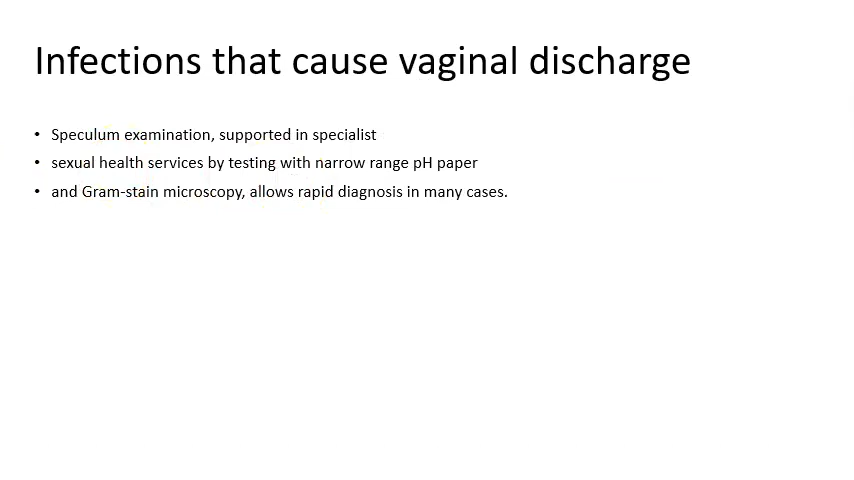 Infections that cause vaginal discharge
• Speculum examination, supported in specialist
• sexual health services by testing with narrow range pH paper
• and Gram-stain microscopy, allows rapid diagnosis in many cases.